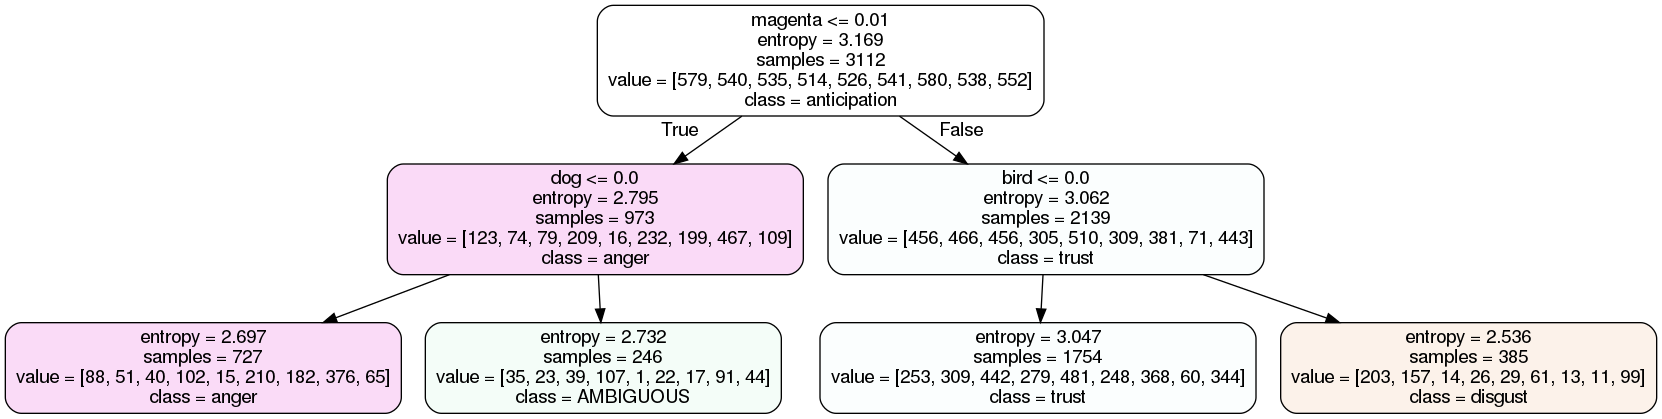 magenta <= 0.01
entropy = 3.169
samples = 3112
value = [579, 540, 535, 514, 526, 541, 580, 538, 552]
class = anticipation
True
False
dog <= 0.0
entropy = 2.795
samples = 973
value = [123, 74, 79, 209, 16, 232, 199, 467, 109]
class = anger
bird <= 0.0
entropy = 3.062
samples = 2139
value = [456, 466, 456, 305, 510, 309, 381, 71, 443]
class = trust
entropy = 2.697
samples = 727
value = [88, 51, 40, 102, 15, 210, 182, 376, 65]
class = anger
entropy = 2.732
samples = 246
value = [35, 23, 39, 107, 1, 22, 17, 91, 44]
class = AMBIGUOUS
entropy = 3.047
samples = 1754
value = [253, 309, 442, 279, 481, 248, 368, 60, 344]
class = trust
entropy = 2.536
samples = 385
value = [203, 157, 14, 26, 29, 61, 13, 11, 99]
class = disgust